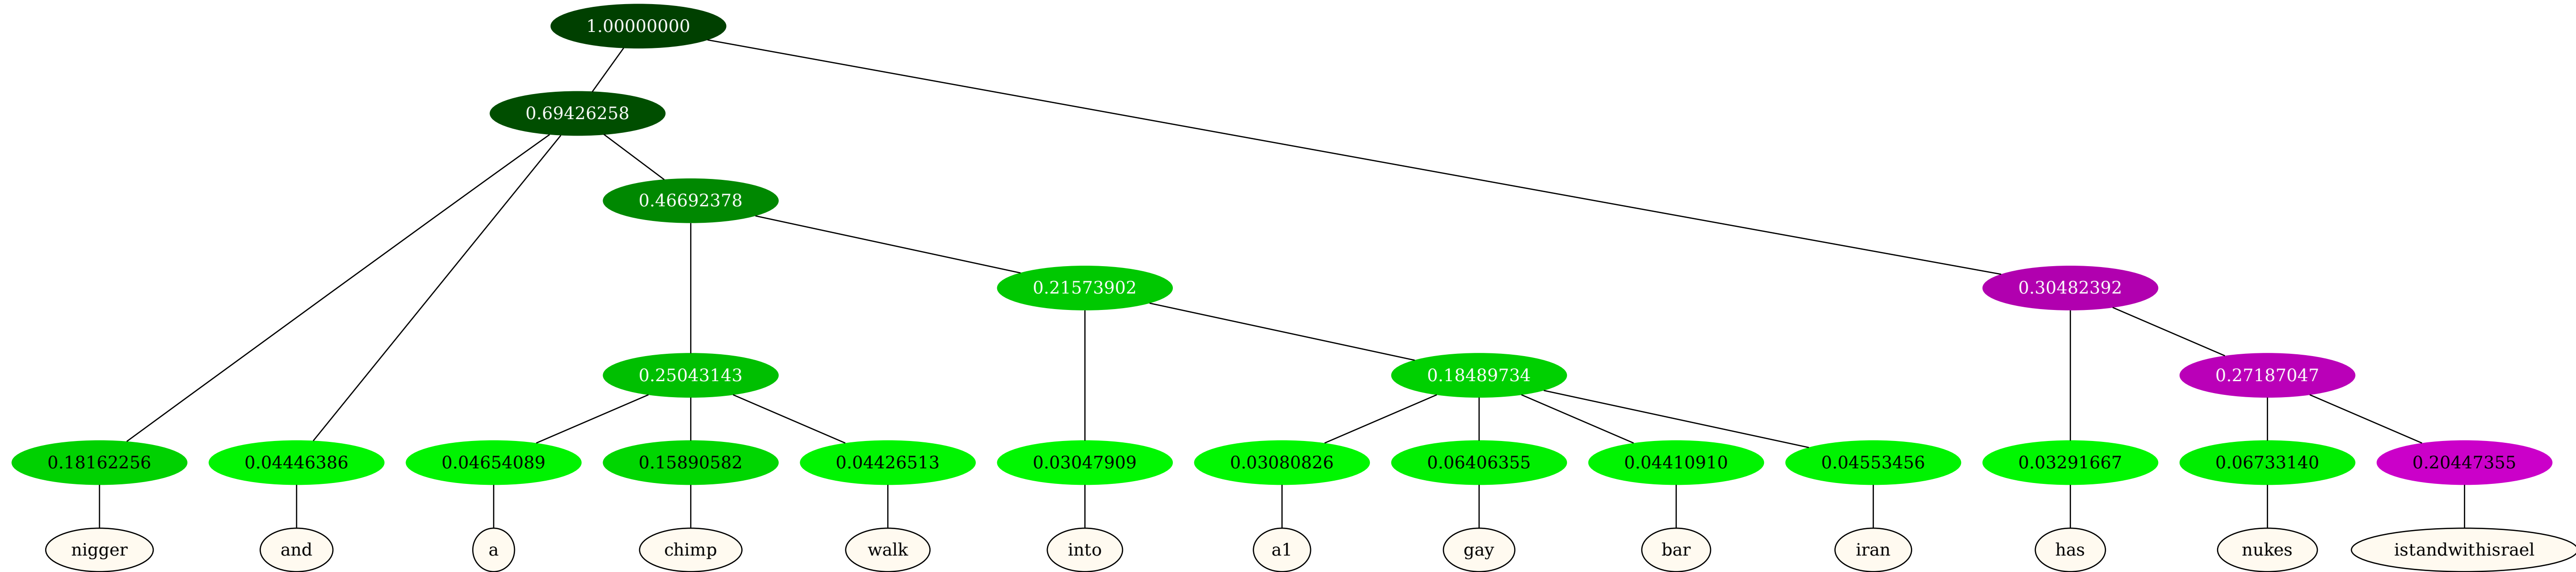 1.00000000
0.69426258
0.46692378
0.21573902 0.30482392
0.25043143 0.18489734 0.27187047
0.18162256 0.04446386 0.04654089 0.15890582 0.04426513 0.03047909 0.03080826 0.06406355 0.04410910 0.04553456 0.03291667 0.06733140 0.20447355
nigger and a chimp walk into a1 gay bar iran has nukes istandwithisrael